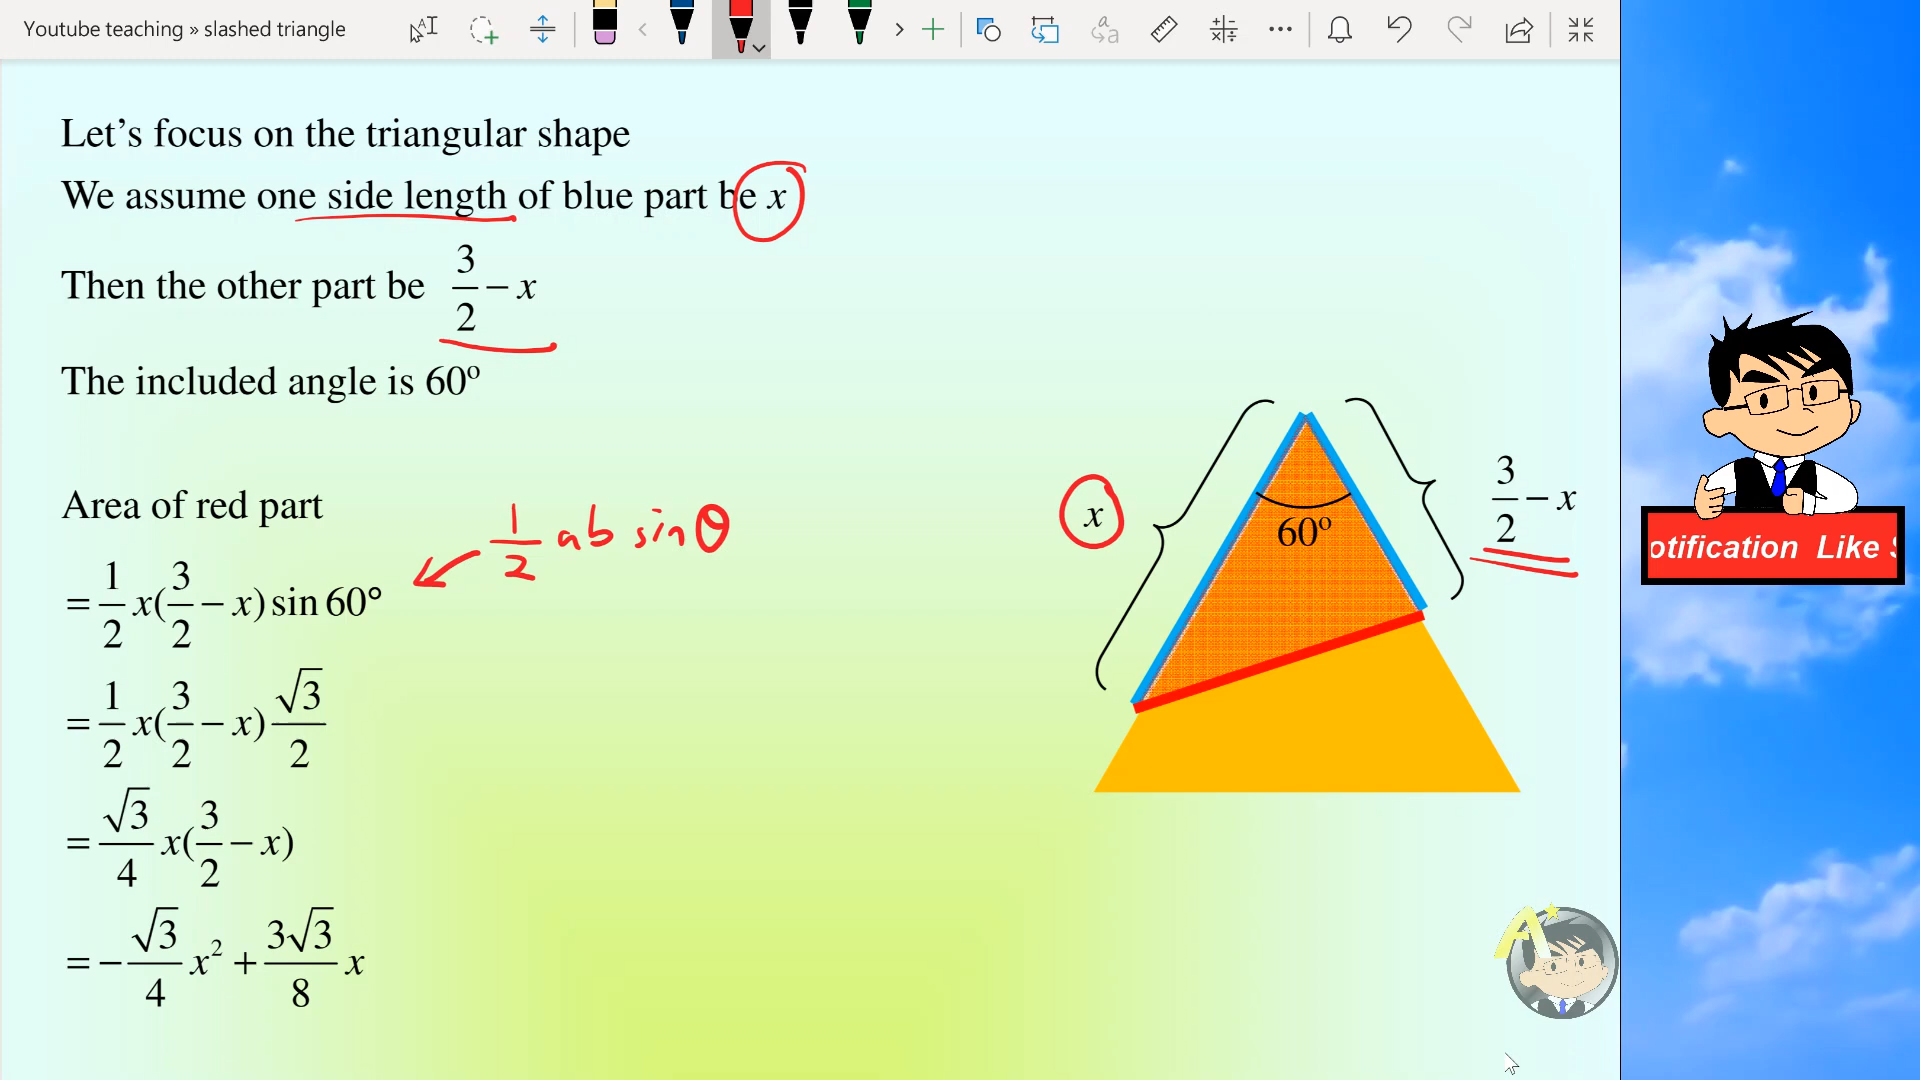 Youtube teaching » slashed triangle
Let's focus on the triangular shape
We assume one side length of blue part be x
Then the other part be 3/2 − x
The included angle is 60º
Area of red part
1/2 ab sinθ
= 1/2 x(3/2 − x) sin 60°
= 1/2 x(3/2 − x) √3/2
= √3/4 x(3/2 − x)
= −√3/4 x² + 3√3/8 x
x
60º
3/2 − x
otification Like
A